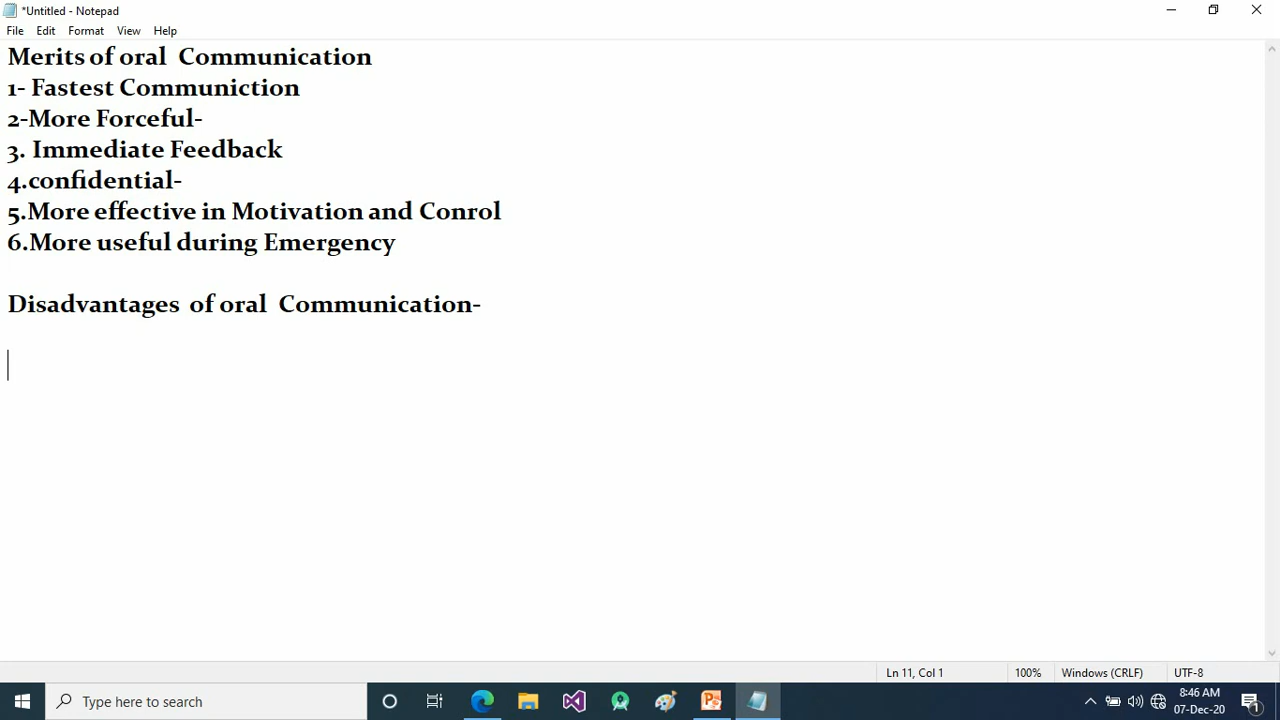 *Untitled - Notepad
File Edit Format View Help
Merits of oral  Communication
1- Fastest Communiction
2-More Forceful-
3. Immediate Feedback
4.confidential-
5.More effective in Motivation and Conrol
6.More useful during Emergency
Disadvantages  of oral  Communication-
Ln 11, Col 1 100% Windows (CRLF) UTF-8
Type here to search
8:46 AM
07-Dec-20
1